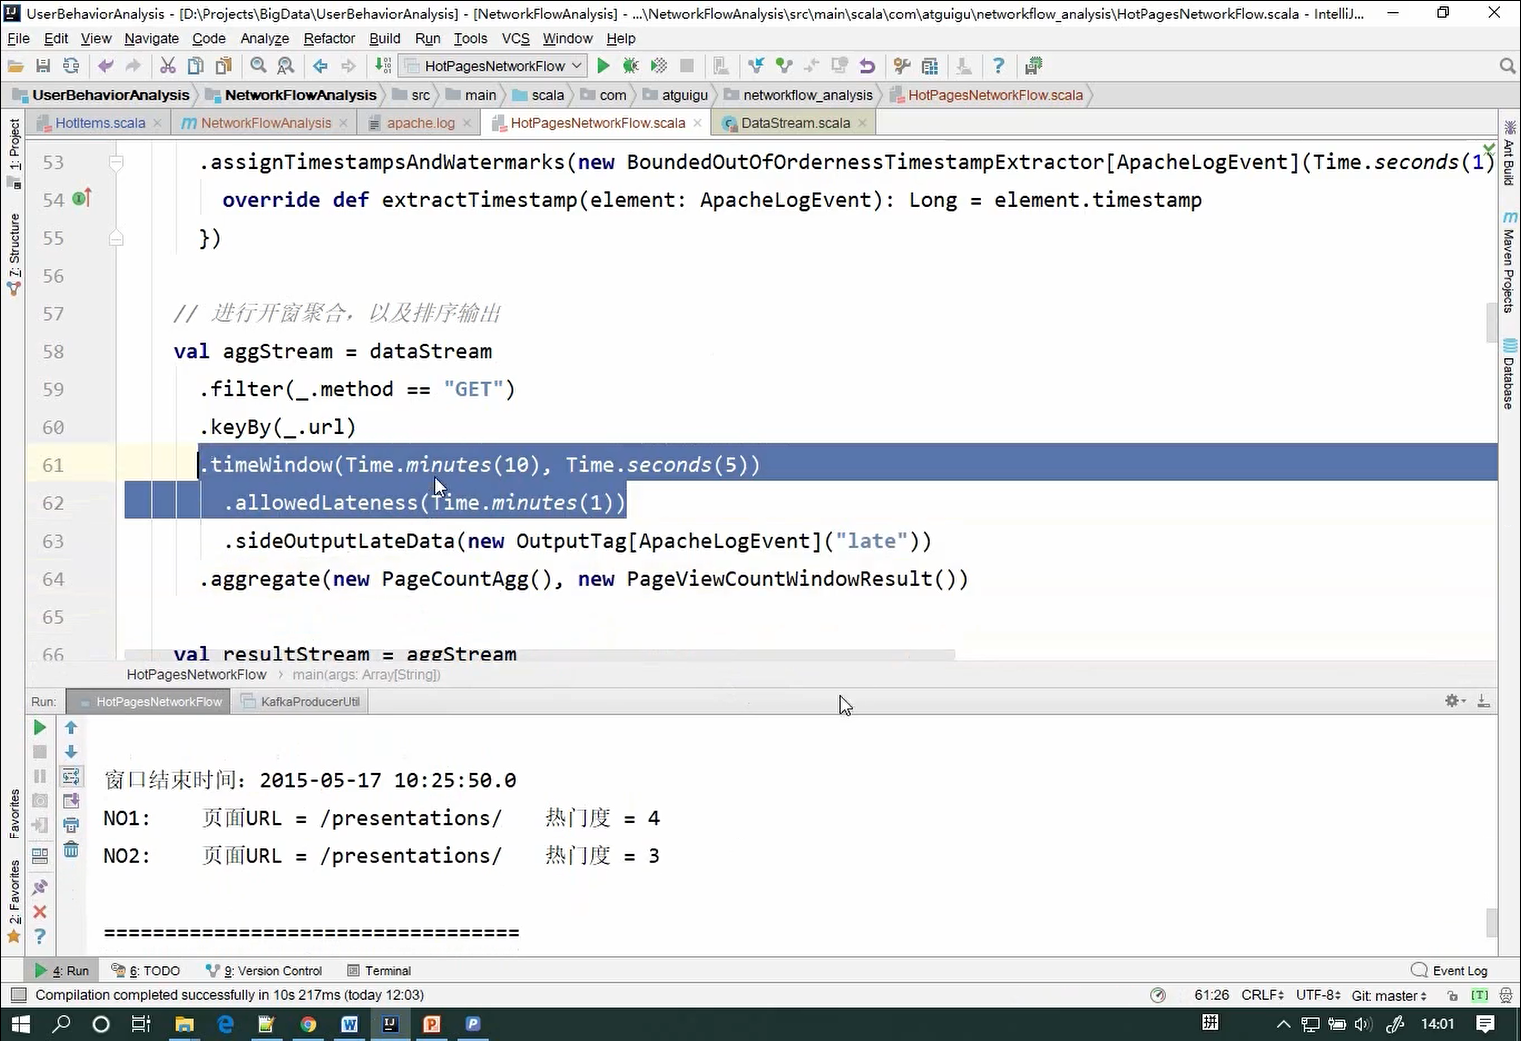 UserBehaviorAnalysis - [D:\Projects\BigData\UserBehaviorAnalysis] - [NetworkFlowAnalysis] - ...\NetworkFlowAnalysis\src\main\scala\com\atguigu\networkflow_analysis\HotPagesNetworkFlow.scala - IntelliJ...
File Edit View Navigate Code Analyze Refactor Build Run Tools VCS Window Help
HotPagesNetworkFlow
UserBehaviorAnalysis NetworkFlowAnalysis src main scala com atguigu networkflow_analysis HotPagesNetworkFlow.scala
HotItems.scala NetworkFlowAnalysis apache.log HotPagesNetworkFlow.scala DataStream.scala
1: Project
7: Structure
Favorites
2: Favorites
Ant Build
Maven Projects
Database
53 .assignTimestampsAndWatermarks(new BoundedOutOfOrdernessTimestampExtractor[ApacheLogEvent](Time.seconds(1)
54 override def extractTimestamp(element: ApacheLogEvent): Long = element.timestamp
55 })
56
57 // 进行开窗聚合，以及排序输出
58 val aggStream = dataStream
59 .filter(_.method == "GET")
60 .keyBy(_.url)
61 .timeWindow(Time.minutes(10), Time.seconds(5))
62 .allowedLateness(Time.minutes(1))
63 .sideOutputLateData(new OutputTag[ApacheLogEvent]("late"))
64 .aggregate(new PageCountAgg(), new PageViewCountWindowResult())
65
66 val resultStream = aggStream
HotPagesNetworkFlow main(args: Array[String])
Run: HotPagesNetworkFlow KafkaProducerUtil
窗口结束时间：2015-05-17 10:25:50.0
NO1: 页面URL = /presentations/ 热门度 = 4
NO2: 页面URL = /presentations/ 热门度 = 3
==================================
4: Run 6: TODO 9: Version Control Terminal Event Log
Compilation completed successfully in 10s 217ms (today 12:03) 61:26 CRLF UTF-8 Git: master
拼 14:01